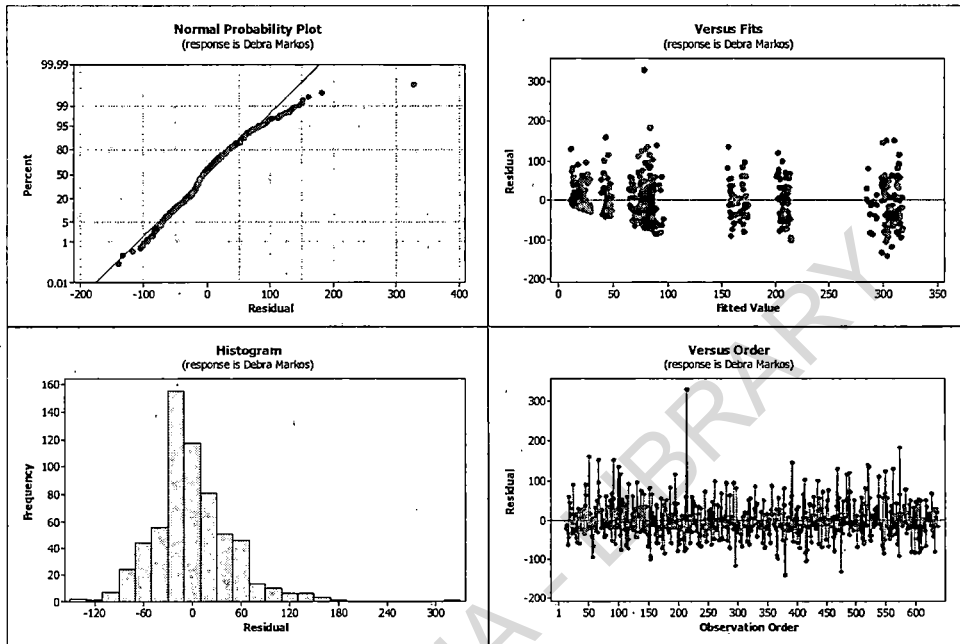 Normal Probability Plot
(response is Debra Markos)
99.99
99
95
80
50
20
5
1
0.01
Percent
-200 -100 0 100 200 300 400
Residual
Versus Fits
(response is Debra Markos)
300
200
100
0
-100
-200
Residual
0 50 100 150 200 250 300 350
Fitted Value
Histogram
(response is Debra Markos)
160
140
120
100
80
60
40
20
0
Frequency
-120 -60 0 60 120 180 240 300
Residual
Versus Order
(response is Debra Markos)
300
200
100
0
-100
-200
Residual
1 50 100 150 200 250 300 350 400 450 500 550 600
Observation Order
TA - LIBRARY